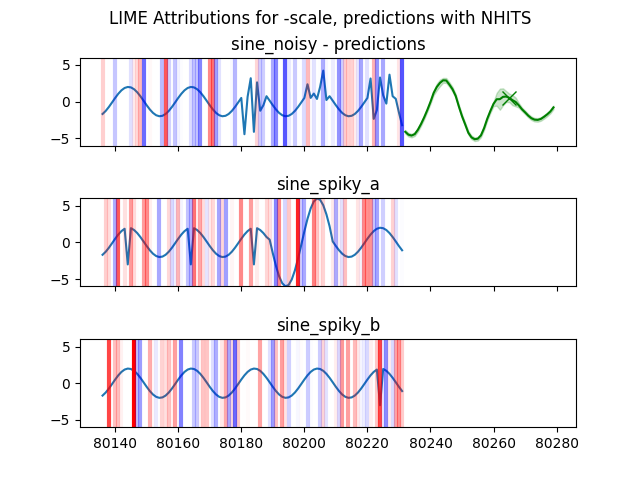 LIME Attributions for -scale, predictions with NHITS
sine_noisy - predictions
5
0
−5
sine_spiky_a
5
0
−5
sine_spiky_b
5
0
−5
80140 80160 80180 80200 80220 80240 80260 80280